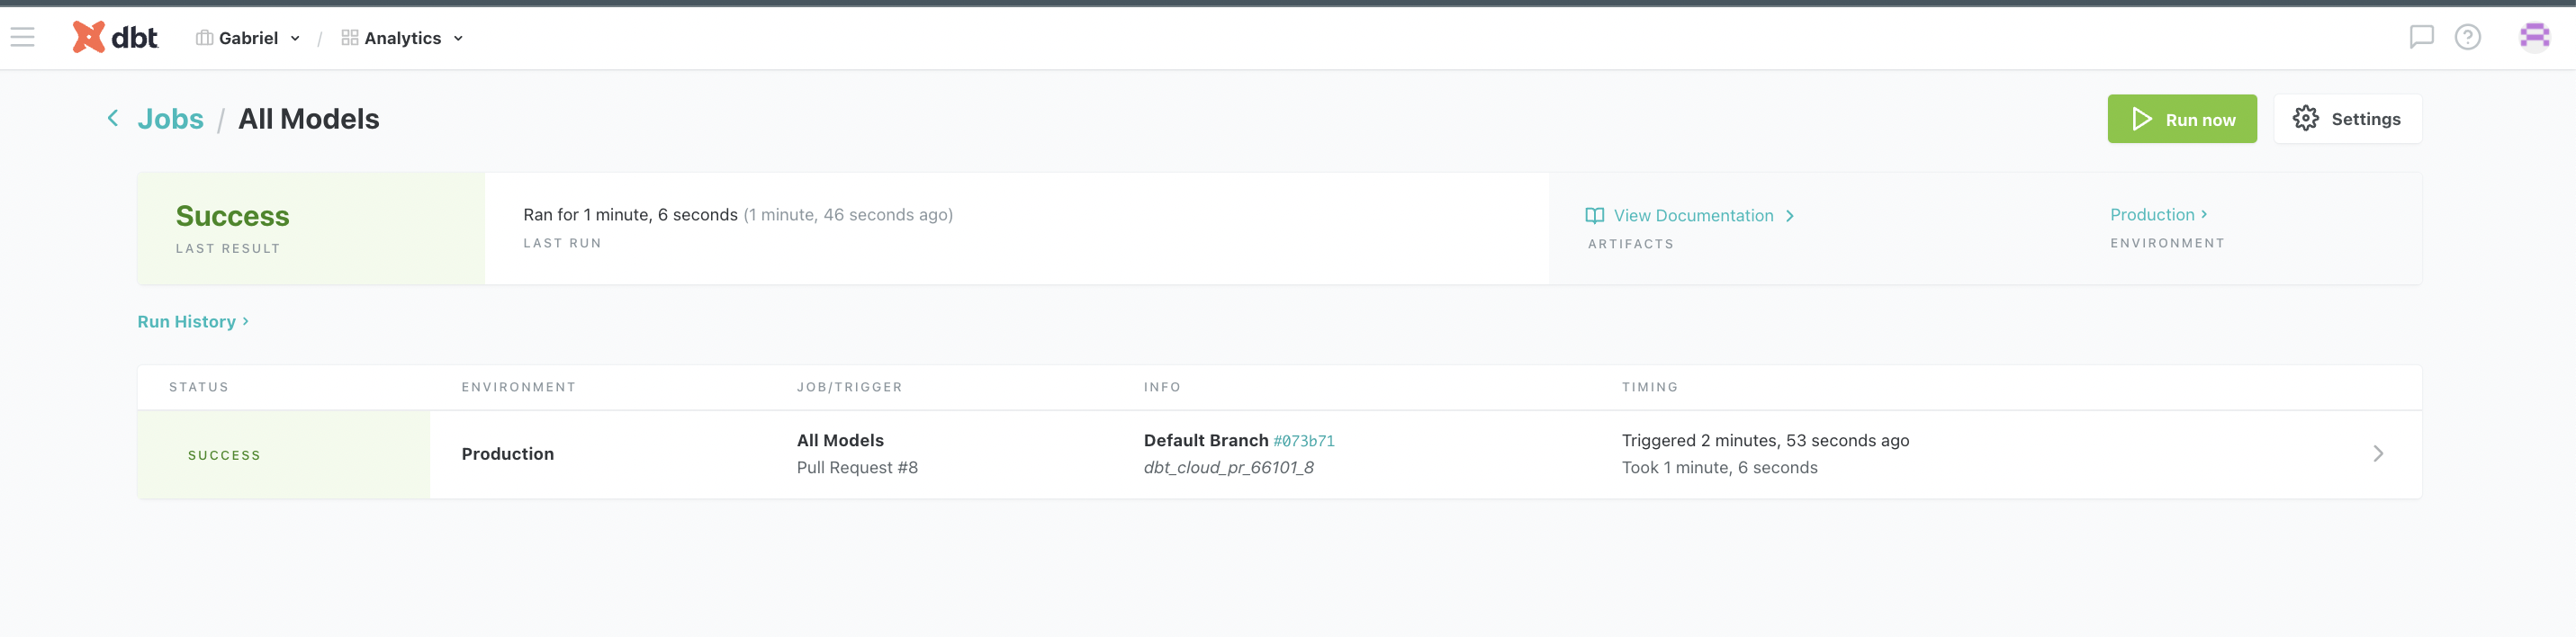 dbt Gabriel / Analytics
Jobs / All Models
Run now
Settings
Success
LAST RESULT
Ran for 1 minute, 6 seconds (1 minute, 46 seconds ago)
LAST RUN
View Documentation
ARTIFACTS
Production
ENVIRONMENT
Run History
STATUS ENVIRONMENT JOB/TRIGGER INFO TIMING
SUCCESS
Production
All Models
Pull Request #8
Default Branch #073b71
dbt_cloud_pr_66101_8
Triggered 2 minutes, 53 seconds ago
Took 1 minute, 6 seconds